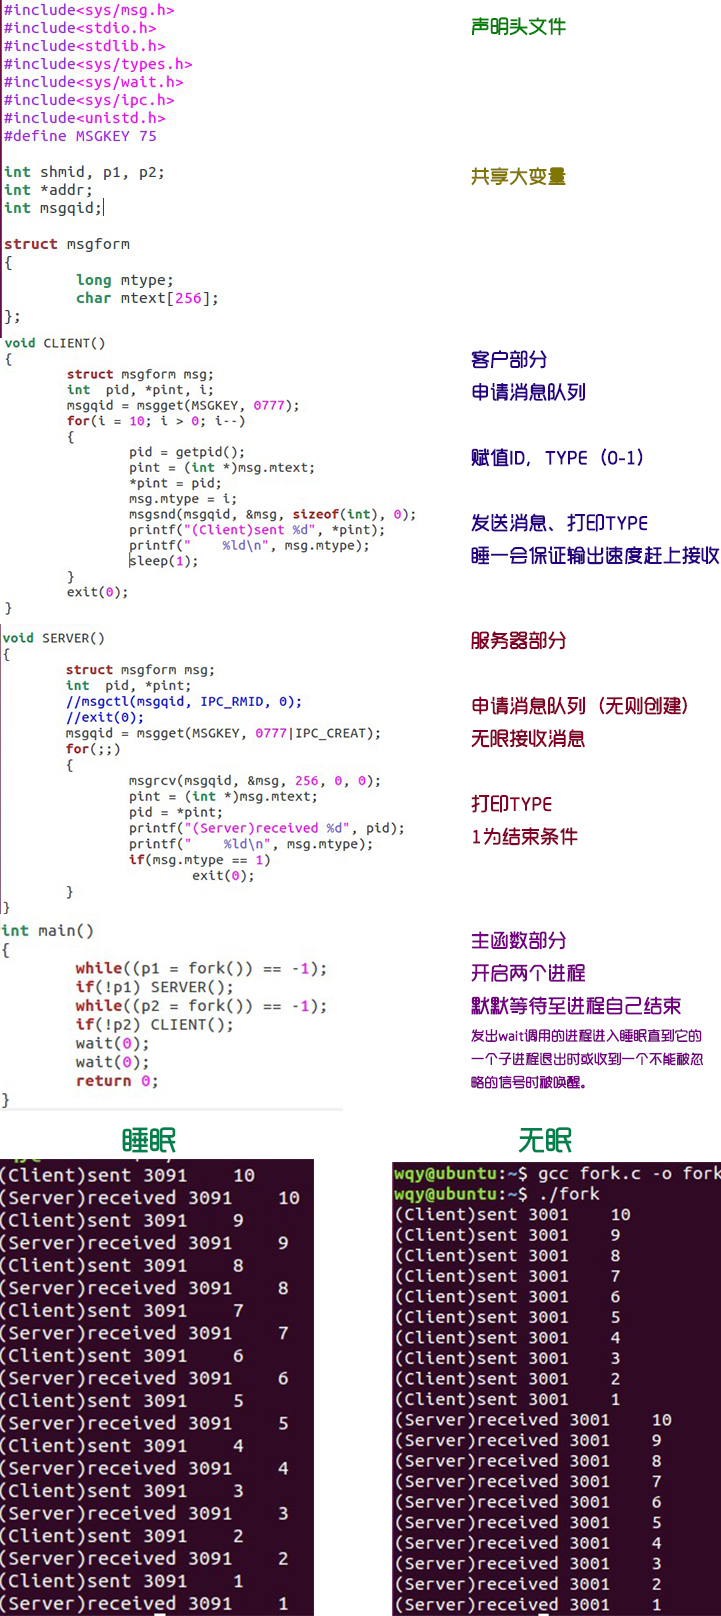 #include<sys/msg.h>
#include<stdio.h>
声明头文件
#include<stdlib.h>
#include<sys/types.h>
#include<sys/wait.h>
#include<sys/ipc.h>
#include<unistd.h>
#define MSGKEY 75
int shmid, p1, p2;
共享大变量
int *addr;
int msgqid;
struct msgform
{
long mtype;
char mtext[256];
};
void CLIENT()
客户部分
{
struct msgform msg;
int  pid, *pint, i;
申请消息队列
msgqid = msgget(MSGKEY, 0777);
for(i = 10; i > 0; i--)
{
pid = getpid();
赋值ID, TYPE（0-1）
pint = (int *)msg.mtext;
*pint = pid;
msg.mtype = i;
msgsnd(msgqid, &msg, sizeof(int), 0);
发送消息、打印TYPE
printf("(Client)sent %d", *pint);
printf("    %ld\n", msg.mtype);
睡一会保证输出速度赶上接收
sleep(1);
}
exit(0);
}
void SERVER()
服务器部分
{
struct msgform msg;
int  pid, *pint;
//msgctl(msgqid, IPC_RMID, 0);
申请消息队列（无则创建）
//exit(0);
msgqid = msgget(MSGKEY, 0777|IPC_CREAT);
无限接收消息
for(;;)
{
msgrcv(msgqid, &msg, 256, 0, 0);
pint = (int *)msg.mtext;
打印TYPE
pid = *pint;
printf("(Server)received %d", pid);
1为结束条件
printf("    %ld\n", msg.mtype);
if(msg.mtype == 1)
exit(0);
}
}
int main()
主函数部分
{
while((p1 = fork()) == -1);
开启两个进程
if(!p1) SERVER();
while((p2 = fork()) == -1);
默默等待至进程自己结束
if(!p2) CLIENT();
wait(0);
发出wait调用的进程进入睡眠直到它的
wait(0);
一个子进程退出时或收到一个不能被忽
return 0;
略的信号时被唤醒。
}
睡眠
(Client)sent 3091    10
(Server)received 3091    10
(Client)sent 3091    9
(Server)received 3091    9
(Client)sent 3091    8
(Server)received 3091    8
(Client)sent 3091    7
(Server)received 3091    7
(Client)sent 3091    6
(Server)received 3091    6
(Client)sent 3091    5
(Server)received 3091    5
(Client)sent 3091    4
(Server)received 3091    4
(Client)sent 3091    3
(Server)received 3091    3
(Client)sent 3091    2
(Server)received 3091    2
(Client)sent 3091    1
(Server)received 3091    1
无眠
wqy@ubuntu:~$ gcc fork.c -o fork
wqy@ubuntu:~$ ./fork
(Client)sent 3001    10
(Client)sent 3001    9
(Client)sent 3001    8
(Client)sent 3001    7
(Client)sent 3001    6
(Client)sent 3001    5
(Client)sent 3001    4
(Client)sent 3001    3
(Client)sent 3001    2
(Client)sent 3001    1
(Server)received 3001    10
(Server)received 3001    9
(Server)received 3001    8
(Server)received 3001    7
(Server)received 3001    6
(Server)received 3001    5
(Server)received 3001    4
(Server)received 3001    3
(Server)received 3001    2
(Server)received 3001    1